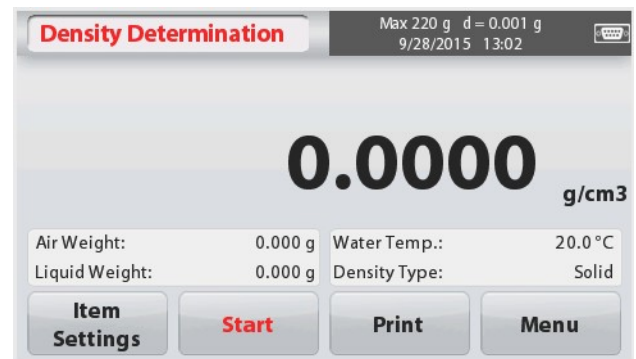 Density Determination
Max 220 g d = 0.001 g
9/28/2015 13:02
0.0000
g/cm3
Air Weight: 0.000 g
Liquid Weight: 0.000 g
Water Temp.: 20.0 °C
Density Type: Solid
Item
Settings
Start
Print
Menu